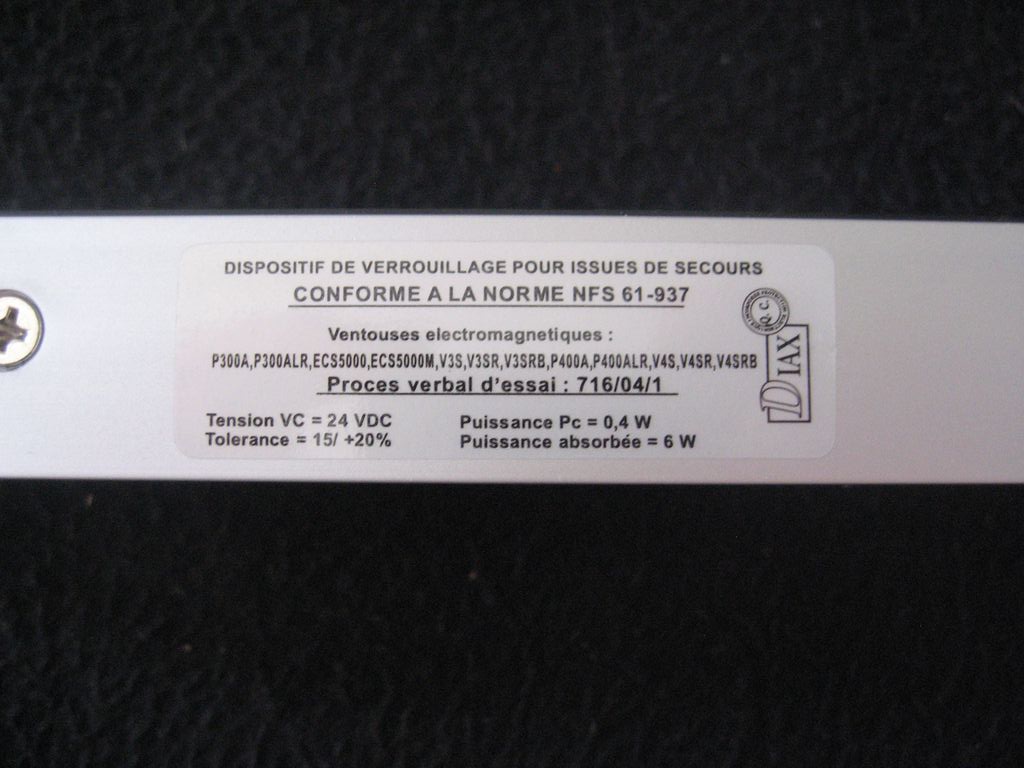 DISPOSITIF DE VERROUILLAGE POUR ISSUES DE SECOURS
CONFORME A LA NORME NFS 61-937
Ventouses electromagnetiques :
P300A,P300ALR,ECS5000,ECS5000M,V3S,V3SR,V3SRB,P400A,P400ALR,V4S,V4SR,V4SRB
Proces verbal d'essai : 716/04/1
Tension VC = 24 VDC
Tolerance = 15/ +20%
Puissance Pc = 0,4 W
Puissance absorbée = 6 W
Q.C.
DIAX